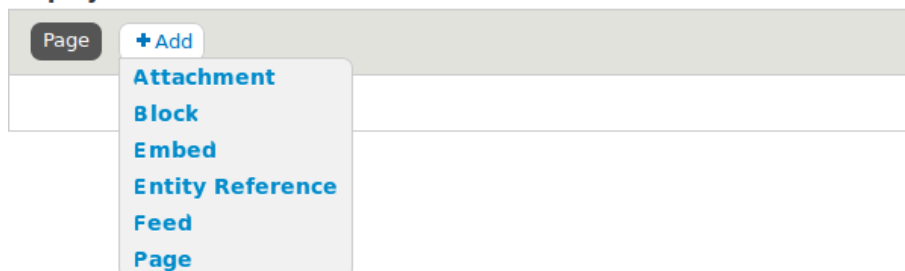 Page + Add
Attachment
Block
Embed
Entity Reference
Feed
Page